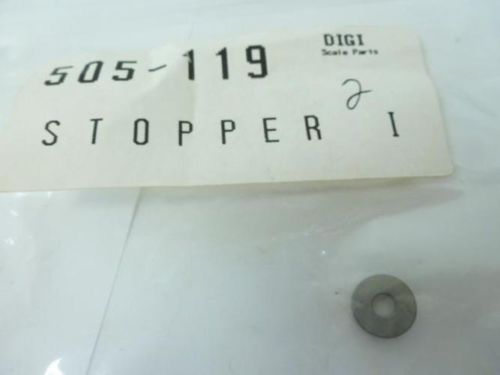 DIGI
Scale Parts
505-119
2
STOPPER I